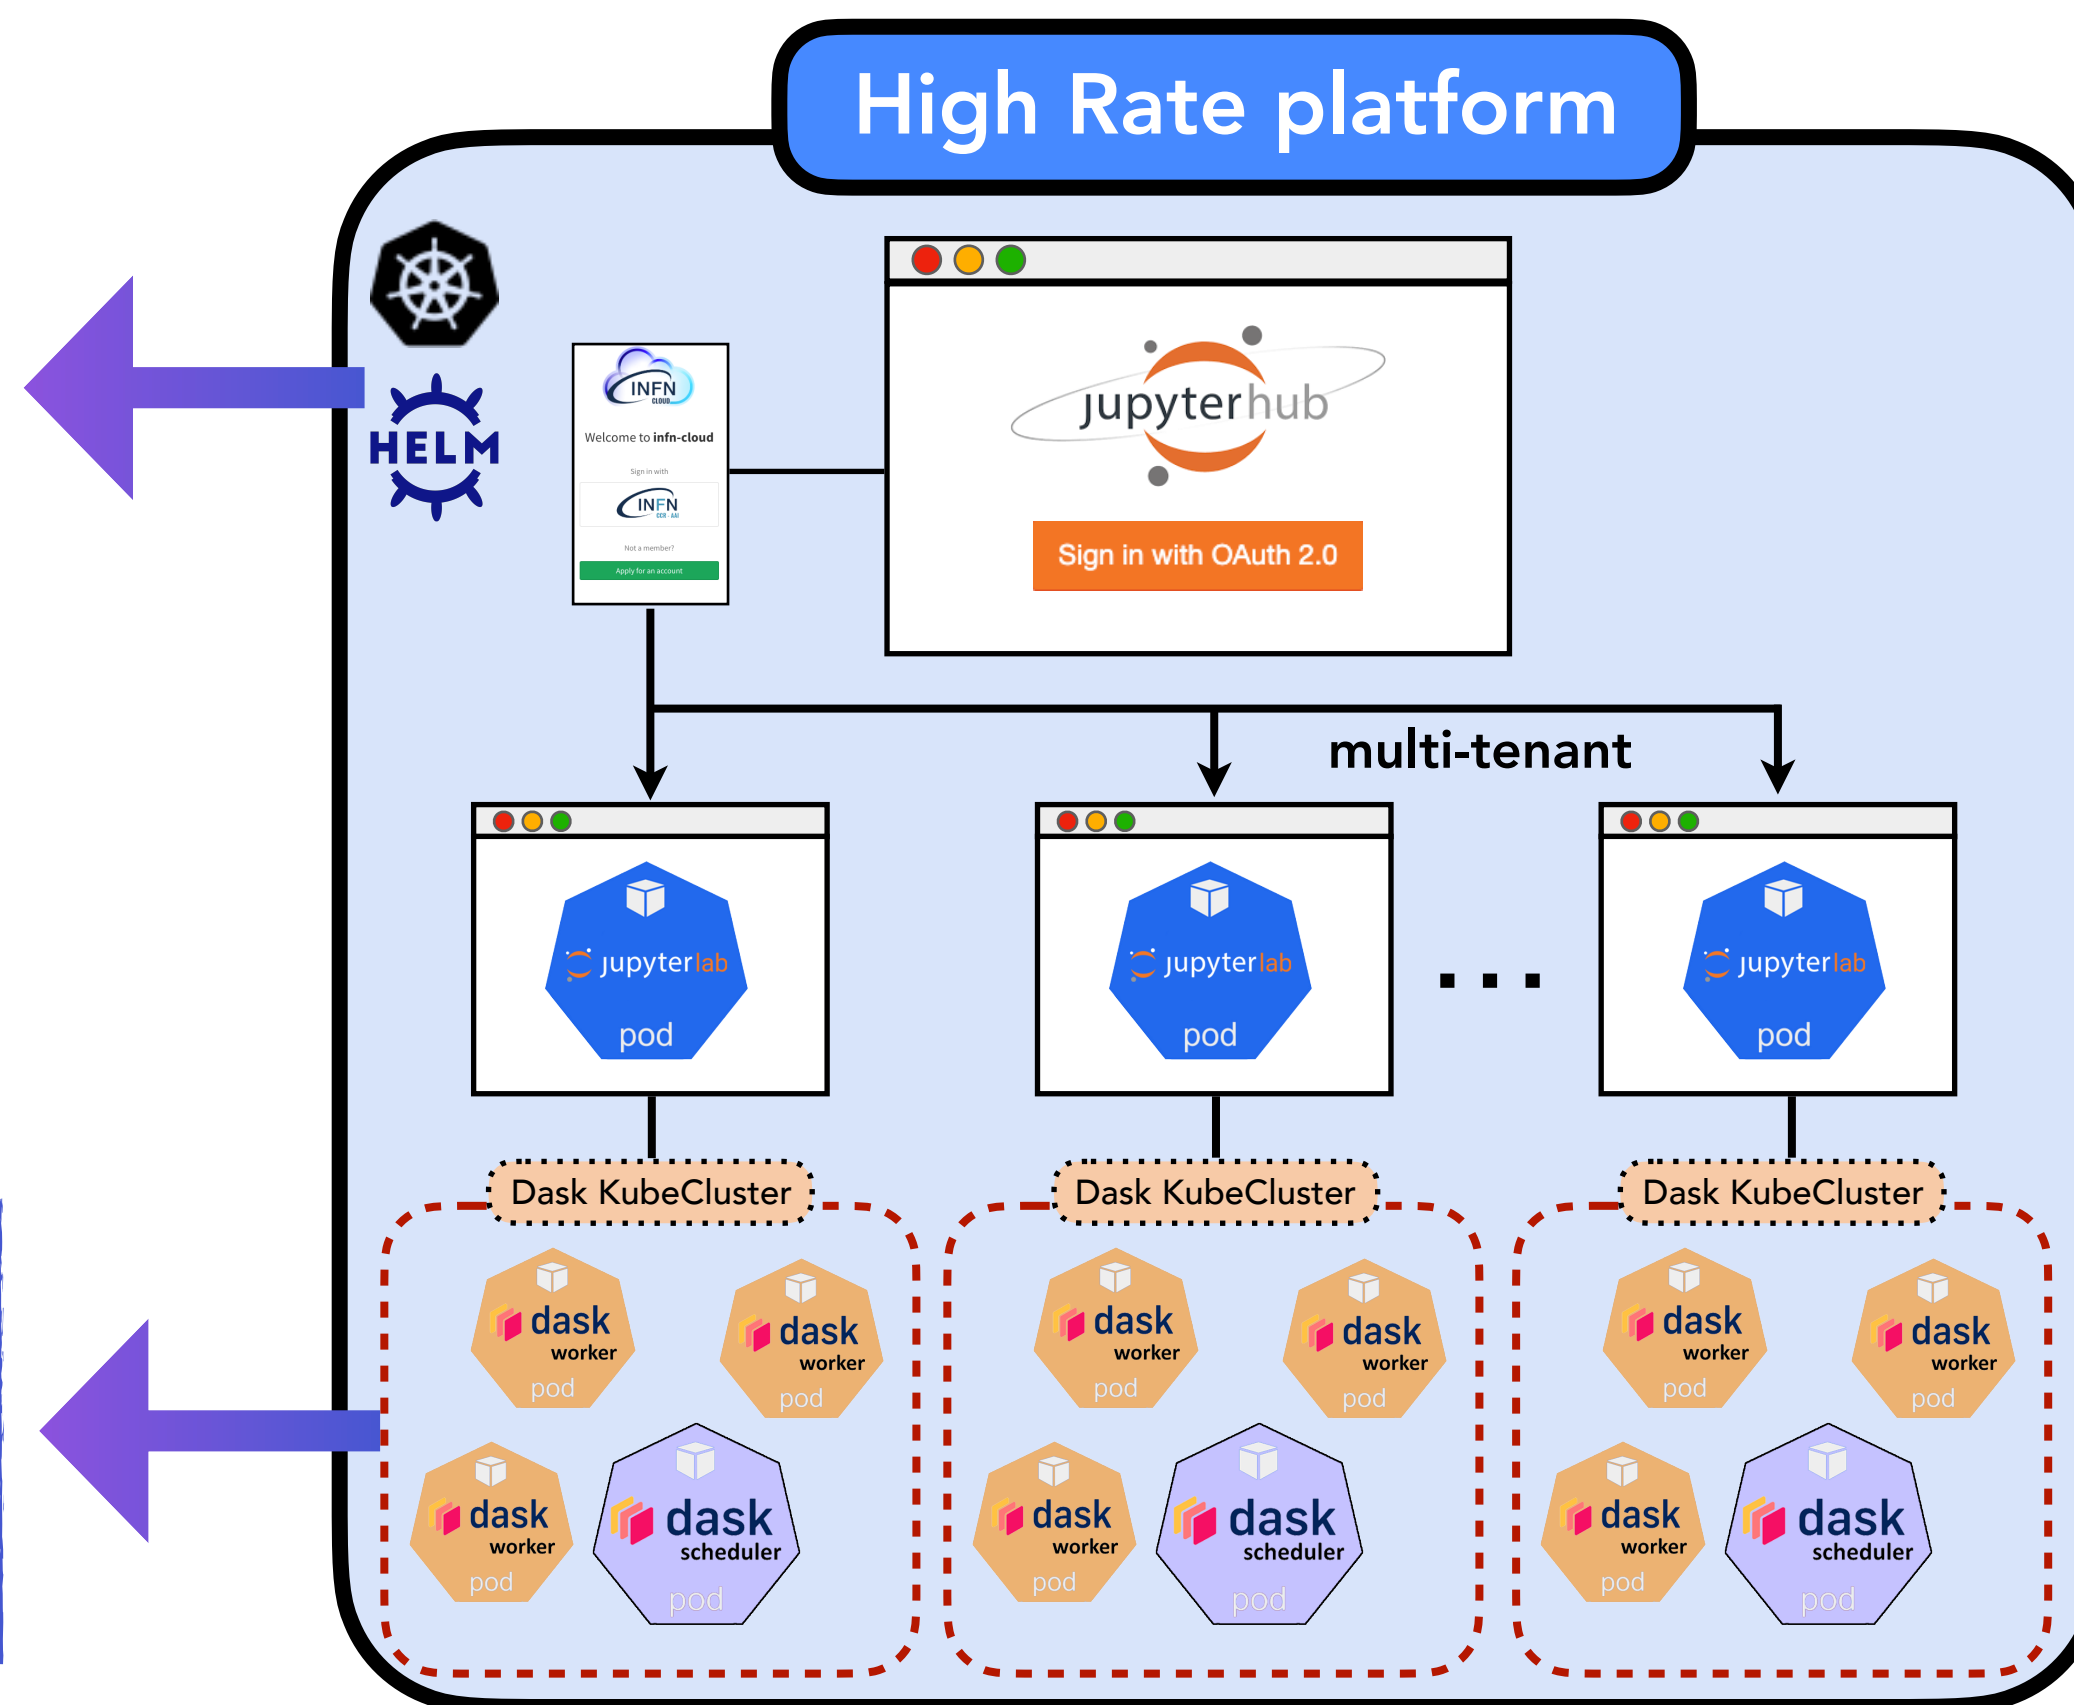 High Rate platform
HELM
INFN
CLOUD
Welcome to infn-cloud
Sign in with
INFN
CCR - AAI
Not a member?
Apply for an account
jupyterhub
Sign in with OAuth 2.0
multi-tenant
jupyterlab
pod
jupyterlab
pod
...
jupyterlab
pod
Dask KubeCluster
Dask KubeCluster
Dask KubeCluster
dask
worker
pod
dask
worker
pod
dask
worker
pod
dask
scheduler
pod
dask
worker
pod
dask
worker
pod
dask
worker
pod
dask
scheduler
pod
dask
worker
pod
dask
worker
pod
dask
worker
pod
dask
scheduler
pod